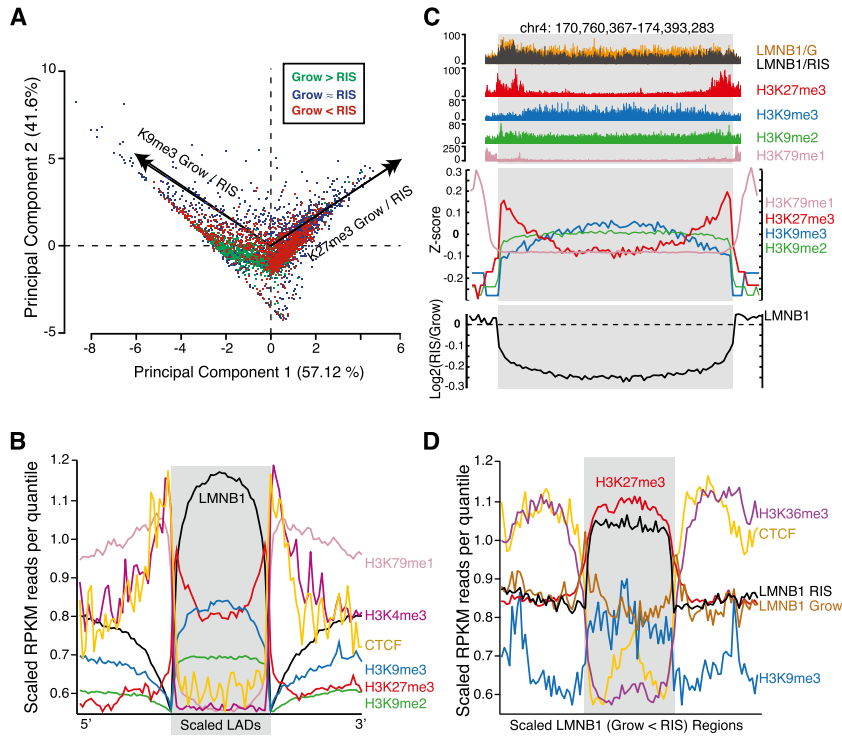 A
Grow > RIS
Grow ≈ RIS
Grow < RIS
10
5
0
-5
Principal Component 2 (41.6%)
K9me3 Grow / RIS
K27me3 Grow / RIS
-8
-6
-4
-2
0
2
4
6
Principal Component 1 (57.12 %)
C
chr4: 170,760,367-174,393,283
100
0
LMNB1/G
LMNB1/RIS
100
0
H3K27me3
80
0
H3K9me3
80
0
H3K9me2
250
0
H3K79me1
0.3
0.2
0.1
0
-0.1
-0.2
Z-score
H3K79me1
H3K27me3
H3K9me3
H3K9me2
0
-0.1
-0.2
-0.3
Log2(RIS/Grow)
LMNB1
B
1.2
1.1
1.0
0.9
0.8
0.7
0.6
Scaled RPKM reads per quantile
LMNB1
H3K79me1
H3K4me3
CTCF
H3K9me3
H3K27me3
H3K9me2
5’
Scaled LADs
3’
D
1.2
1.1
1.0
0.9
0.8
0.7
0.6
Scaled RPKM reads per quantile
H3K27me3
H3K36me3
CTCF
LMNB1 RIS
LMNB1 Grow
H3K9me3
Scaled LMNB1 (Grow < RIS) Regions